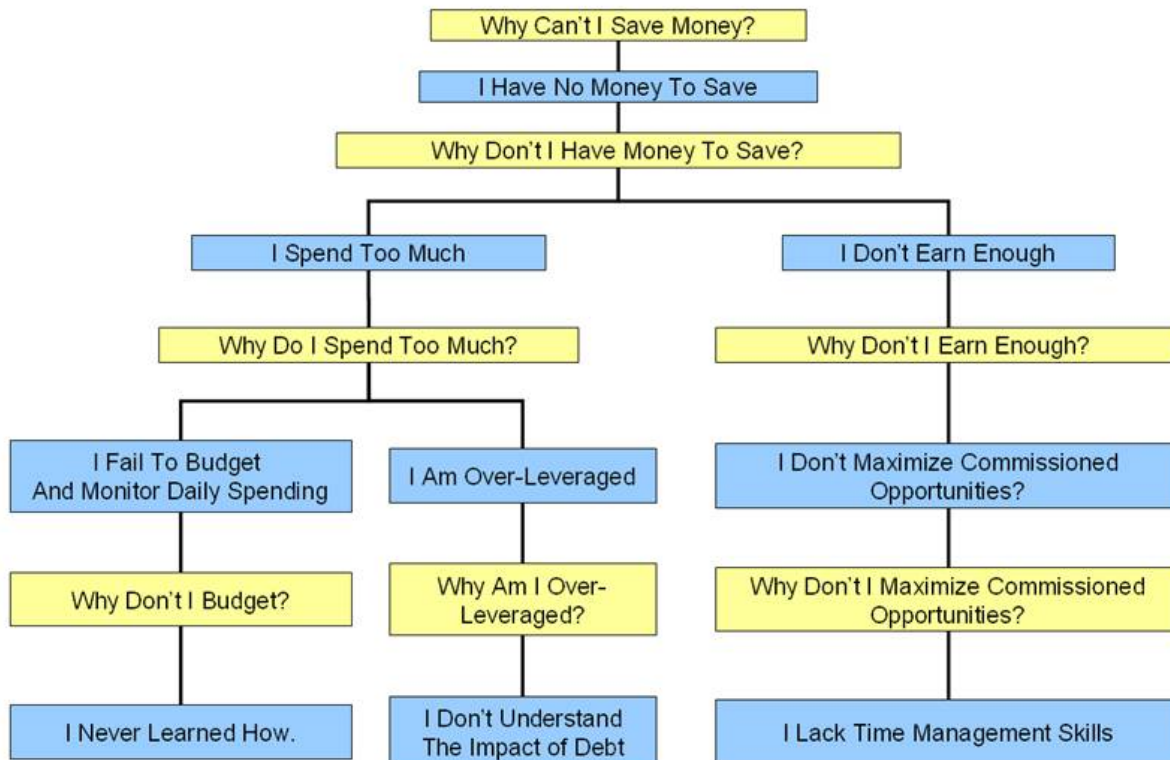 Why Can't I Save Money?
I Have No Money To Save
Why Don't I Have Money To Save?
I Spend Too Much
I Don't Earn Enough
Why Do I Spend Too Much?
Why Don't I Earn Enough?
I Fail To Budget
And Monitor Daily Spending
I Am Over-Leveraged
I Don't Maximize Commissioned
Opportunities?
Why Don't I Budget?
Why Am I Over-
Leveraged?
Why Don't I Maximize Commissioned
Opportunities?
I Never Learned How.
I Don't Understand
The Impact of Debt
I Lack Time Management Skills